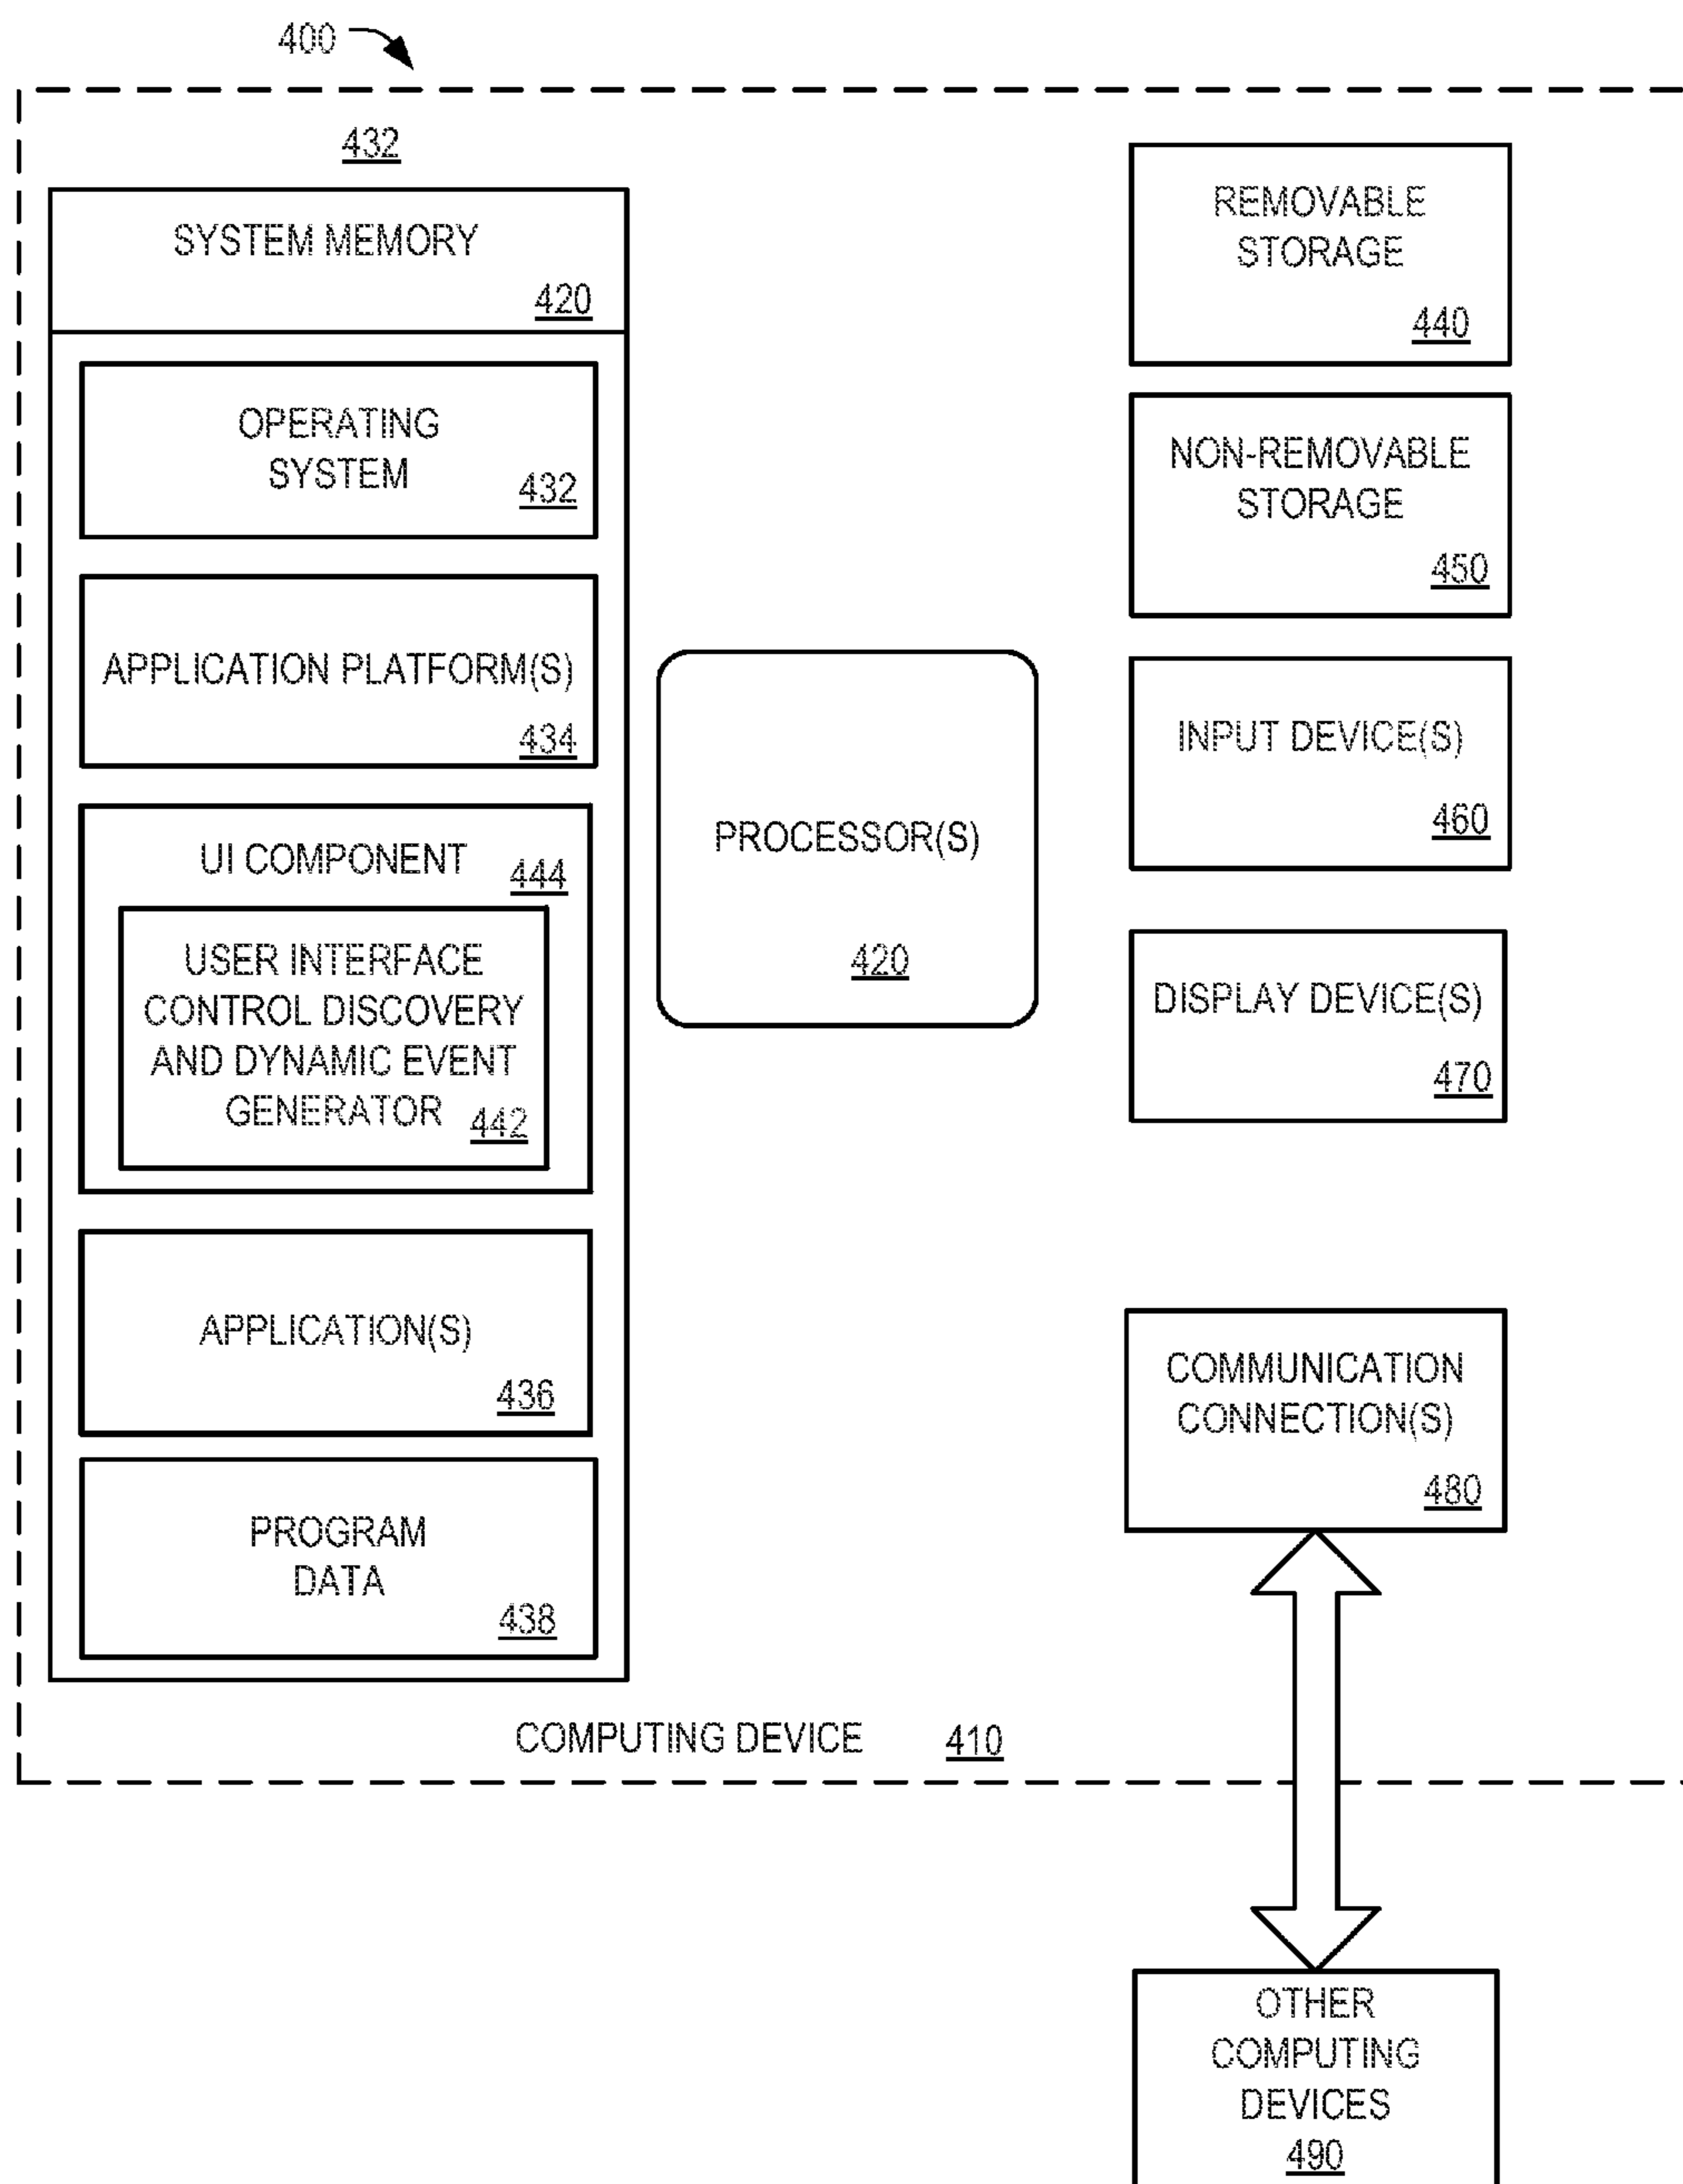 400
432
SYSTEM MEMORY
420
OPERATING
SYSTEM
432
APPLICATION PLATFORM(S)
434
UI COMPONENT
444
USER INTERFACE
CONTROL DISCOVERY
AND DYNAMIC EVENT
GENERATOR
442
APPLICATION(S)
436
PROGRAM
DATA
438
PROCESSOR(S)
420
REMOVABLE
STORAGE
440
NON-REMOVABLE
STORAGE
450
INPUT DEVICE(S)
460
DISPLAY DEVICE(S)
470
COMMUNICATION
CONNECTION(S)
480
COMPUTING DEVICE 410
OTHER
COMPUTING
DEVICES
490